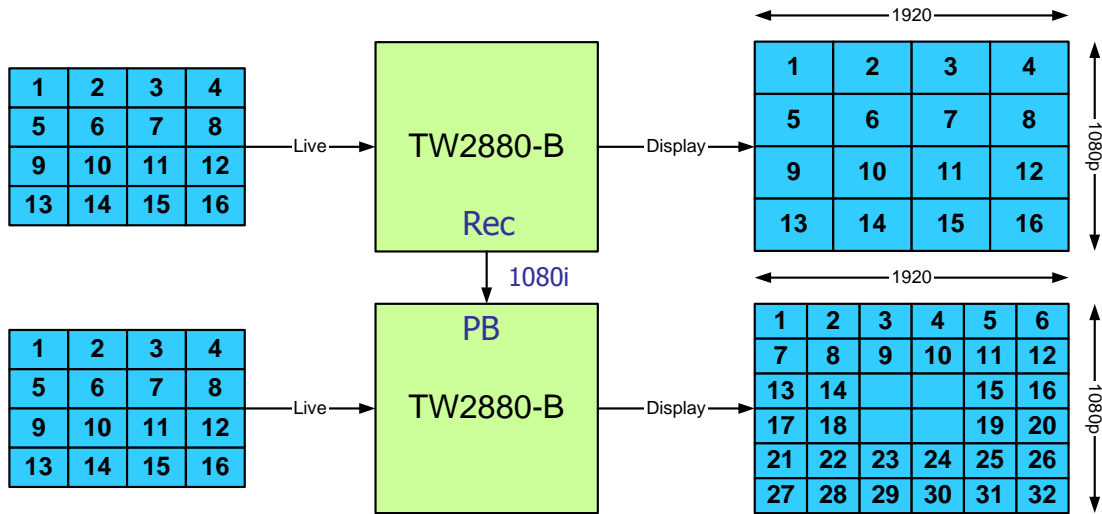 1920
1 2 3 4
5 6 7 8
9 10 11 12
13 14 15 16
Live
TW2880-B
Rec
Display
1 2 3 4
5 6 7 8
9 10 11 12
13 14 15 16
1080p
1080i
1920
1 2 3 4
5 6 7 8
9 10 11 12
13 14 15 16
Live
PB
TW2880-B
Display
1 2 3 4 5 6
7 8 9 10 11 12
13 14 15 16
17 18 19 20
21 22 23 24 25 26
27 28 29 30 31 32
1080p